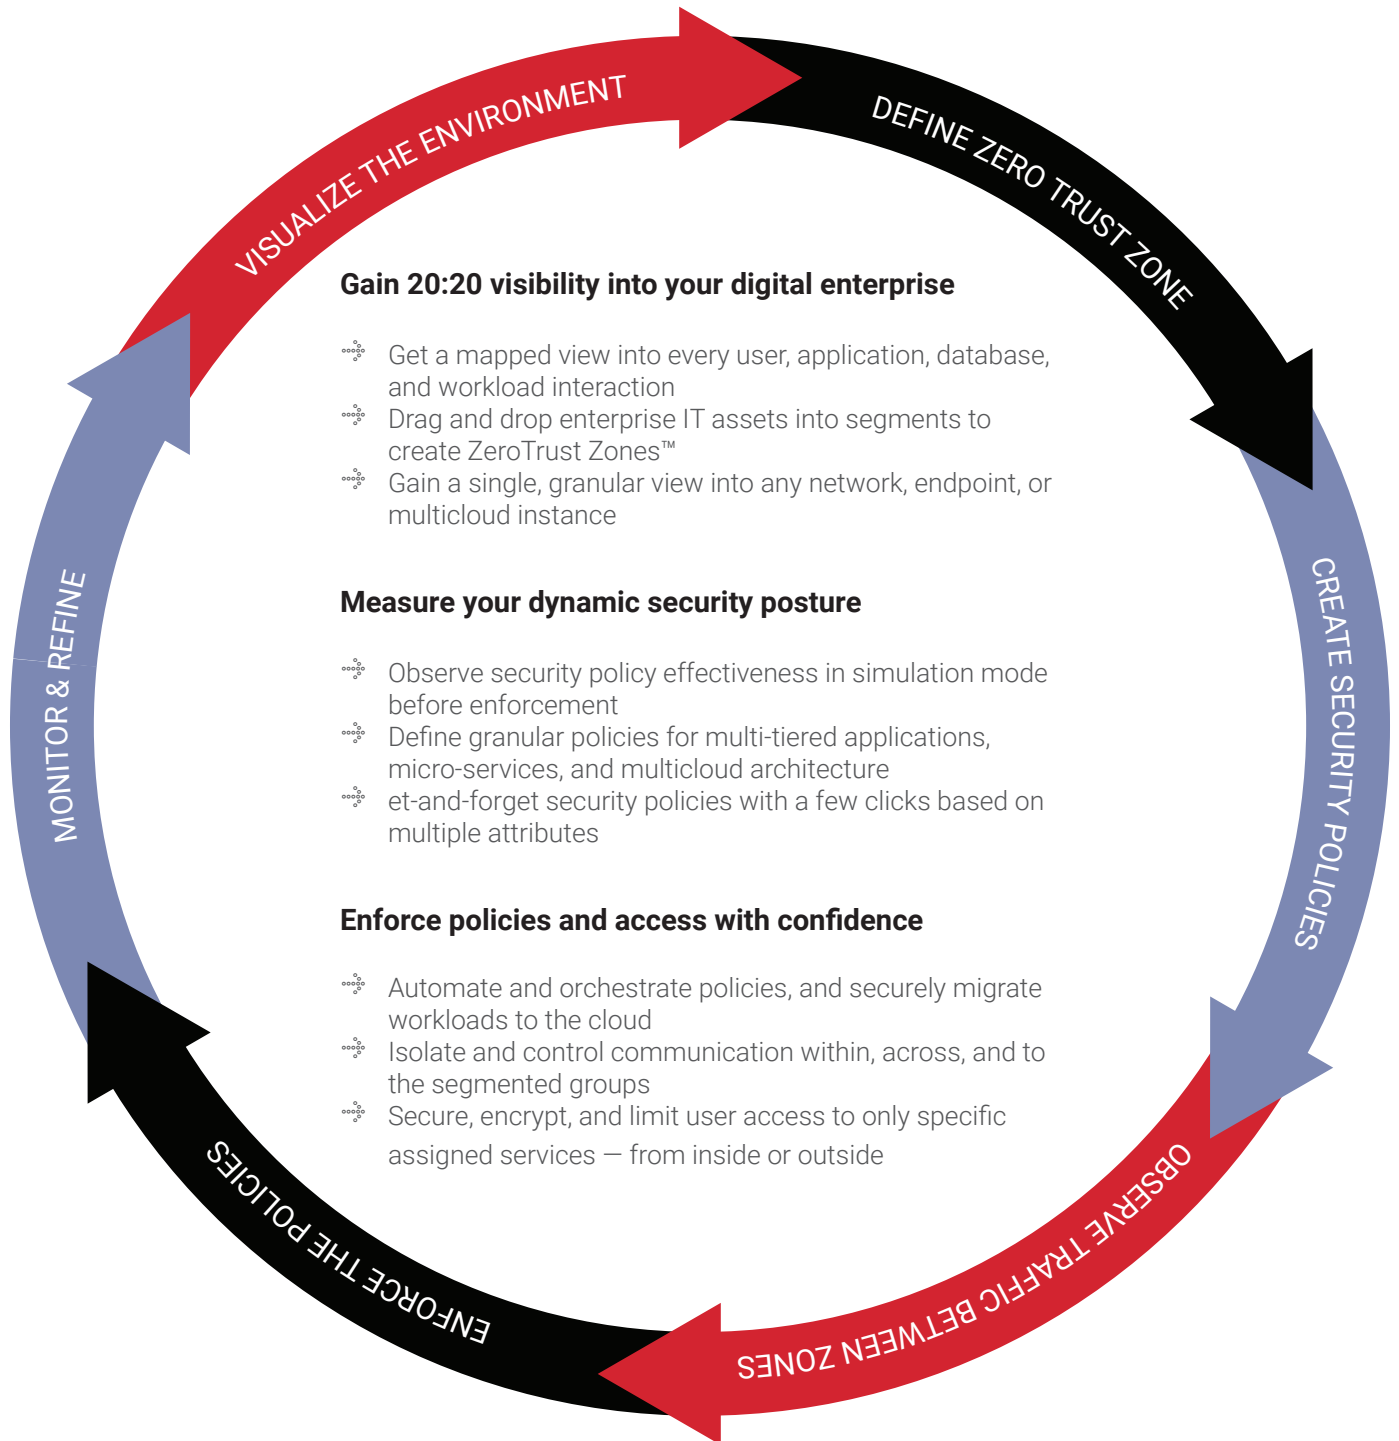 VISUALIZE THE ENVIRONMENT
DEFINE ZERO TRUST ZONE
CREATE SECURITY POLICIES
OBSERVE TRAFFIC BETWEEN ZONES
ENFORCE THE POLICIES
MONITOR & REFINE
Gain 20:20 visibility into your digital enterprise
Get a mapped view into every user, application, database,
and workload interaction
Drag and drop enterprise IT assets into segments to
create ZeroTrust Zones™
Gain a single, granular view into any network, endpoint, or
multicloud instance
Measure your dynamic security posture
Observe security policy effectiveness in simulation mode
before enforcement
Define granular policies for multi-tiered applications,
micro-services, and multicloud architecture
et-and-forget security policies with a few clicks based on
multiple attributes
Enforce policies and access with confidence
Automate and orchestrate policies, and securely migrate
workloads to the cloud
Isolate and control communication within, across, and to
the segmented groups
Secure, encrypt, and limit user access to only specific
assigned services — from inside or outside